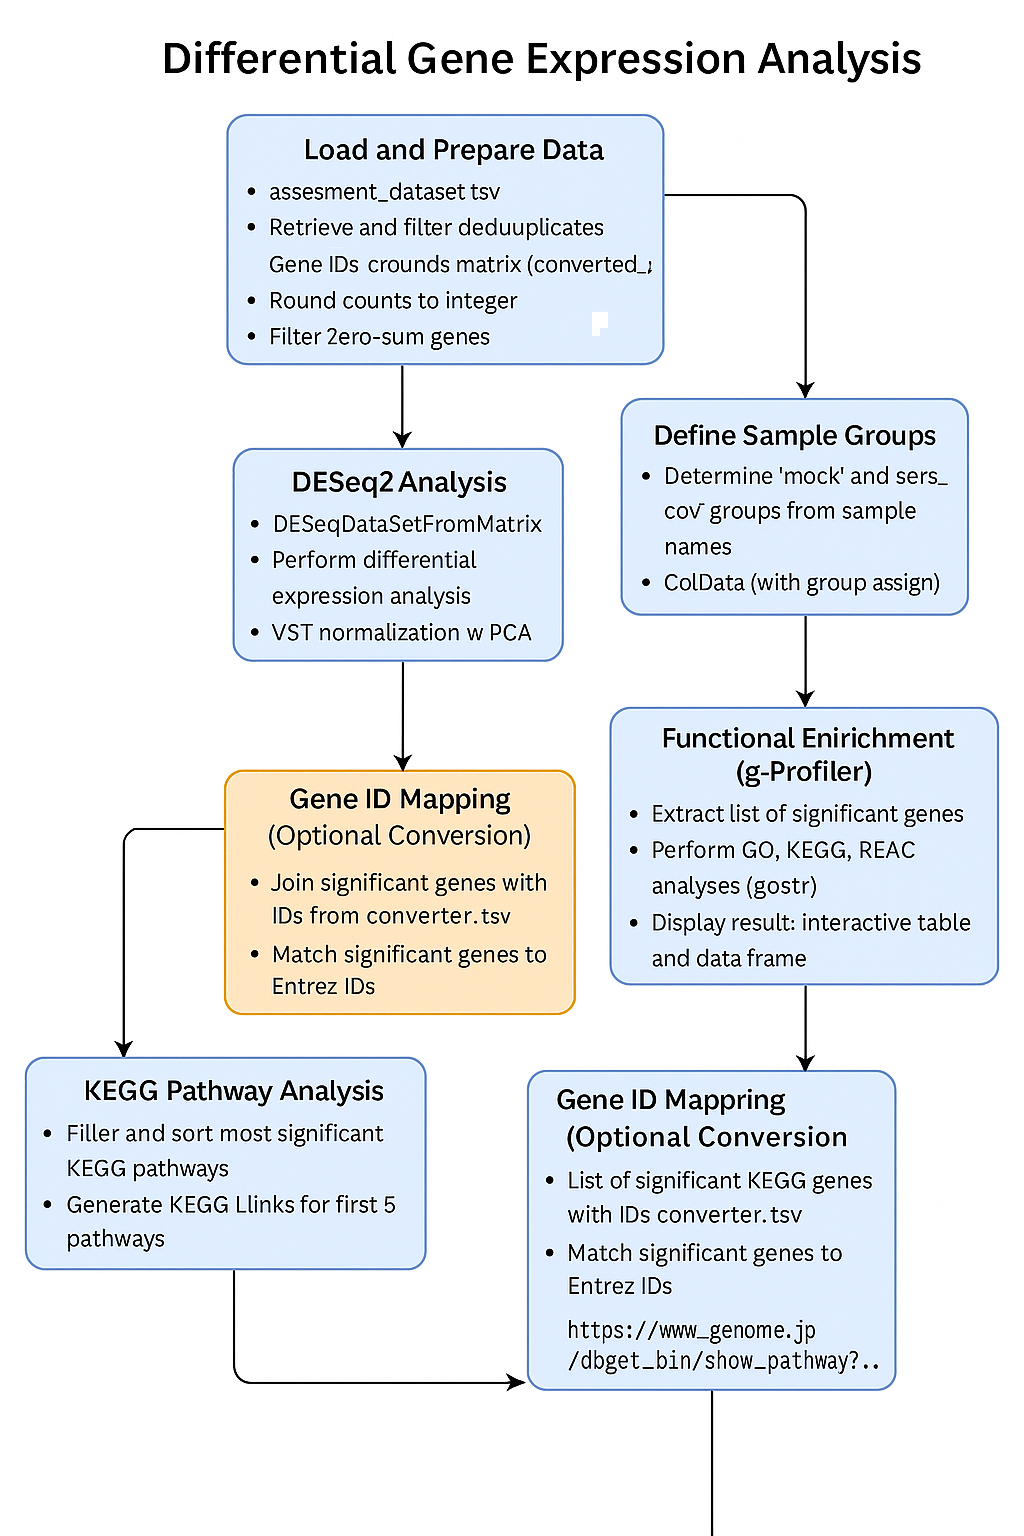 Differential Gene Expression Analysis
Load and Prepare Data
• assesment_dataset tsv
• Retrieve and filter deduuplicates
Gene IDs crounds matrix (converted_
• Round counts to integer
• Filter 2ero-sum genes
Define Sample Groups
• Determine 'mock' and sers_
cov groups from sample
names
• ColData (with group assign)
DESeq2 Analysis
• DESeqDataSetFromMatrix
• Perform differential
expression analysis
• VST normalization w PCA
Functional Enirichment
(g-Profiler)
• Extract list of significant genes
• Perform GO, KEGG, REAC
analyses (gostr)
• Display result: interactive table
and data frame
Gene ID Mapping
(Optional Conversion)
• Join significant genes with
IDs from converter.tsv
• Match significant genes to
Entrez IDs
KEGG Pathway Analysis
• Filler and sort most significant
KEGG pathways
• Generate KEGG Llinks for first 5
pathways
Gene ID Mappring
(Optional Conversion
• List of significant KEGG genes
with IDs converter.tsv
• Match significant genes to
Entrez IDs
https://www_genome.jp
/dbget_bin/show_pathway?..